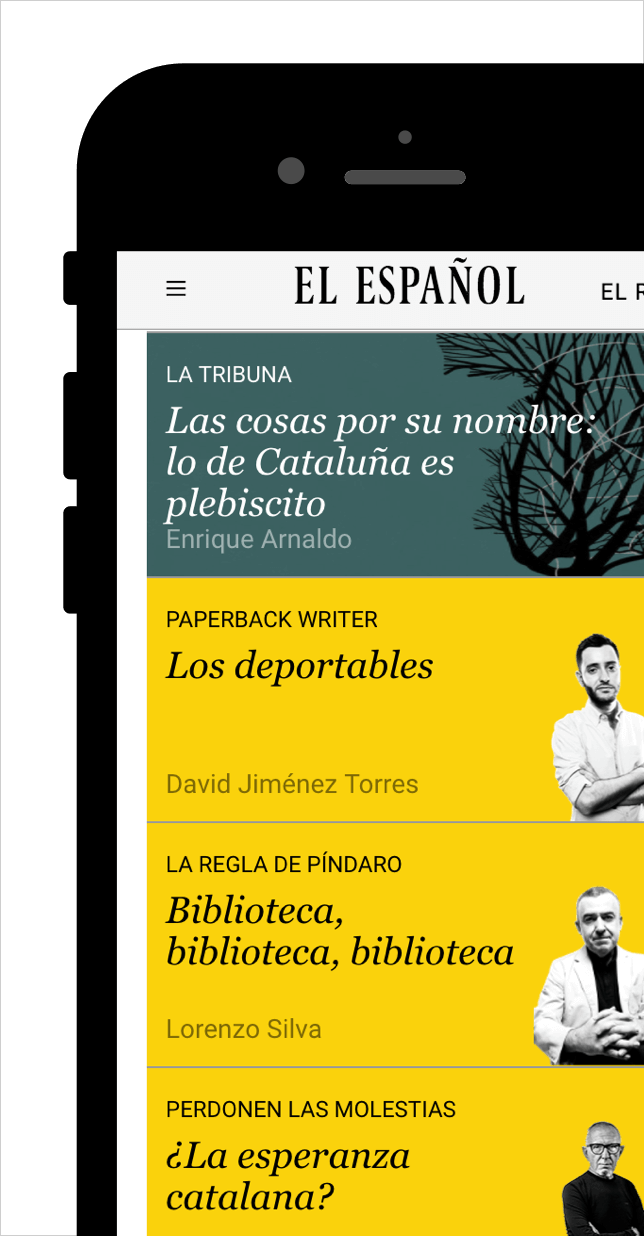 EL ESPAÑOL
EL R
LA TRIBUNA
Las cosas por su nombre:
lo de Cataluña es
plebiscito
Enrique Arnaldo
PAPERBACK WRITER
Los deportables
David Jiménez Torres
LA REGLA DE PÍNDARO
Biblioteca,
biblioteca, biblioteca
Lorenzo Silva
PERDONEN LAS MOLESTIAS
¿La esperanza
catalana?